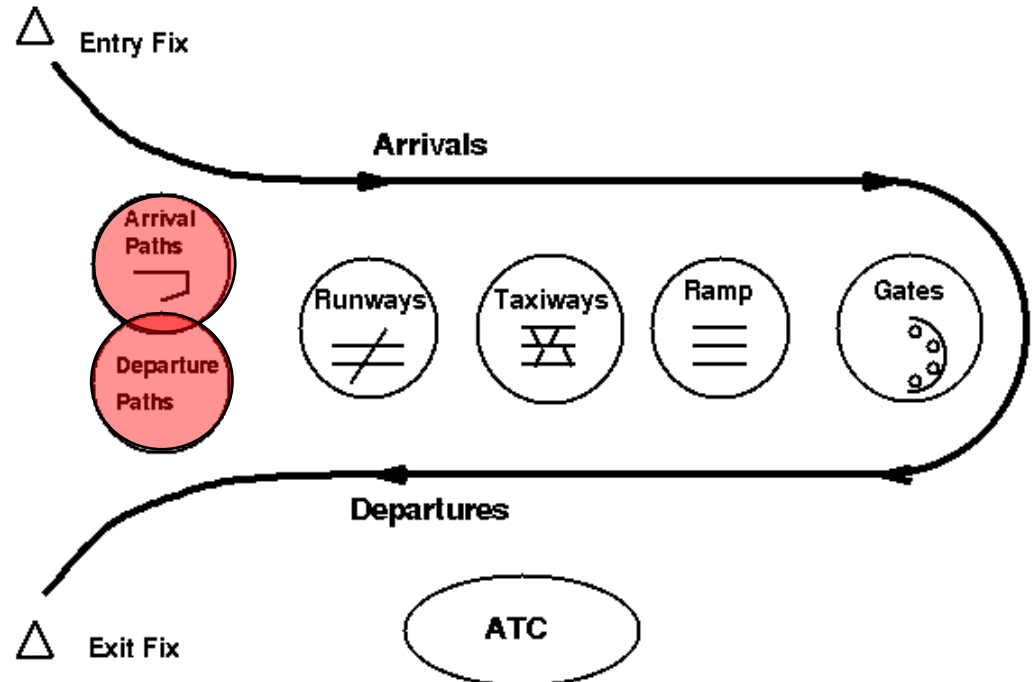 Entry Fix
Arrivals
Arrival
Paths
Runways
Taxiways
Ramp
Gates
Departure
Paths
Departures
ATC
Exit Fix